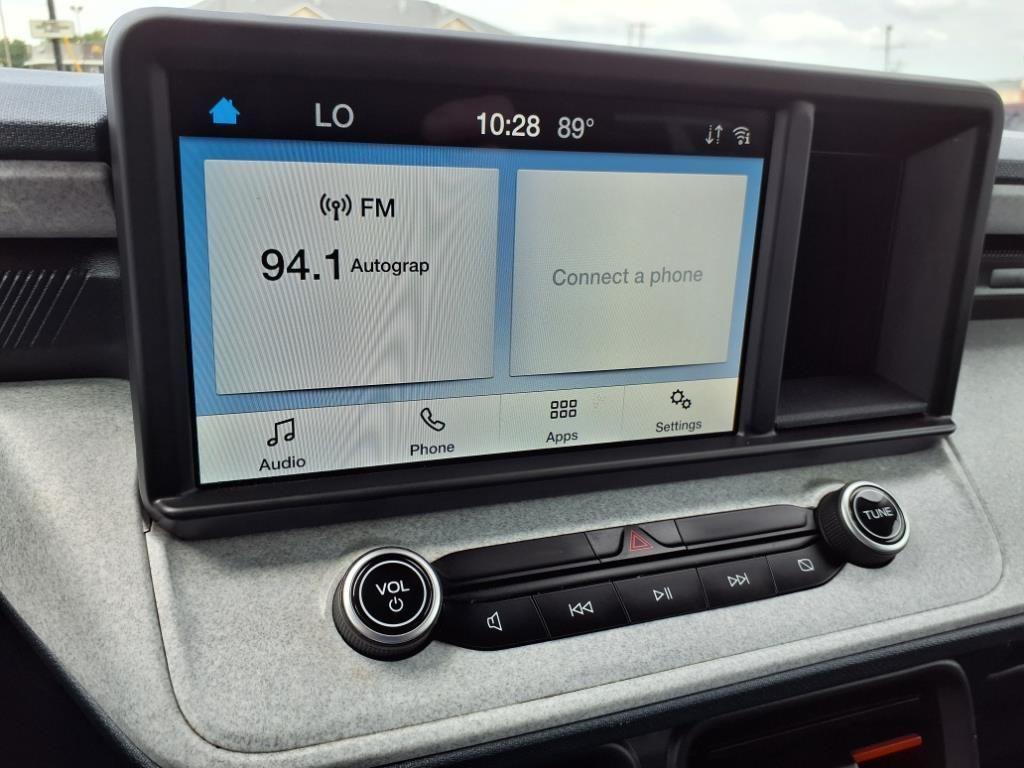 LO 10:28 89°
FM
94.1 Autograp
Connect a phone
Audio Phone Apps Settings
VOL
TUNE